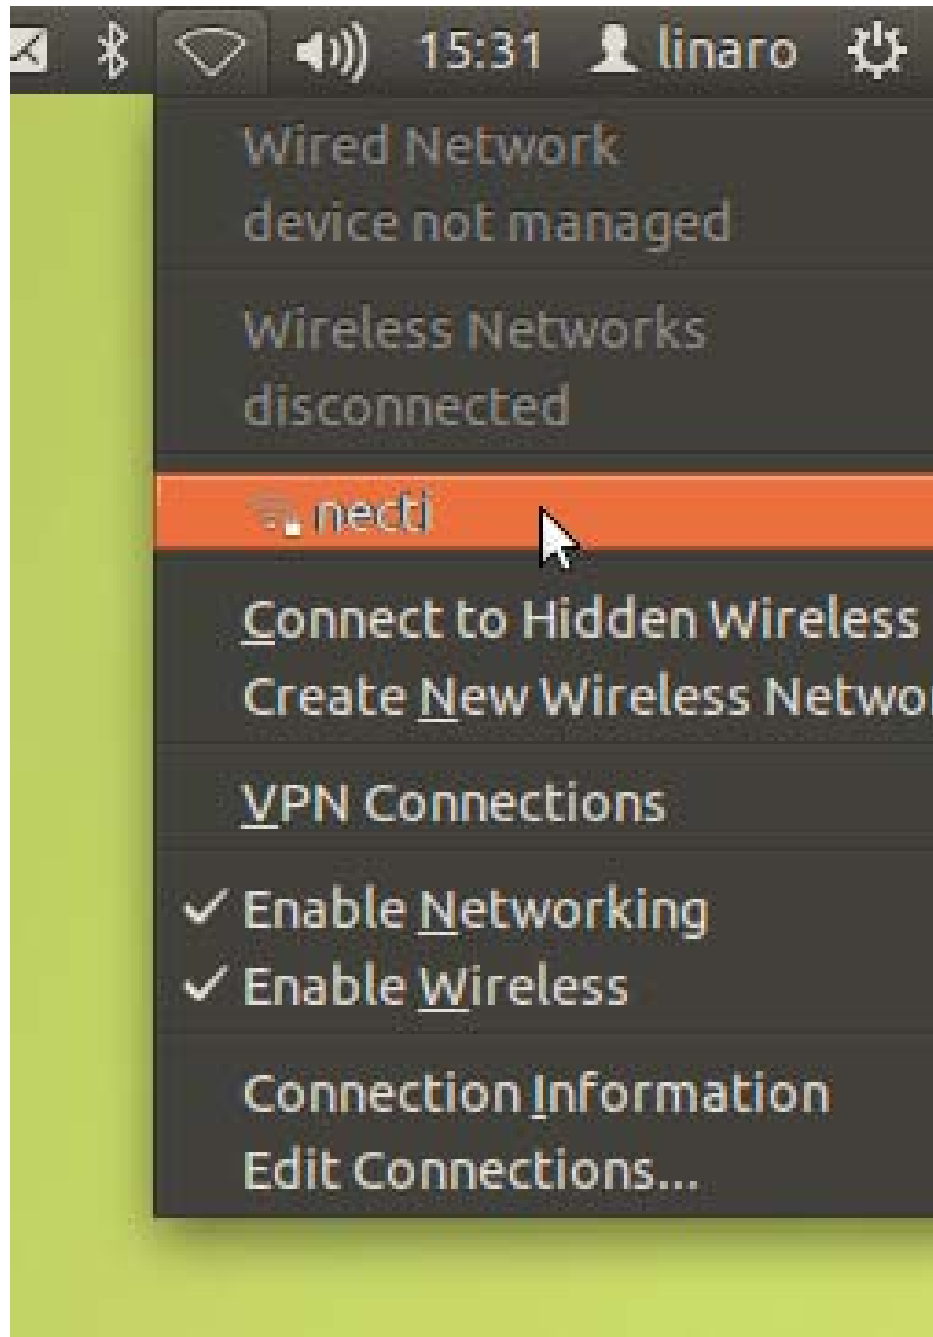 15:31 linaro
Wired Network
device not managed
Wireless Networks
disconnected
necti
Connect to Hidden Wireless
Create New Wireless Networ
VPN Connections
Enable Networking
Enable Wireless
Connection Information
Edit Connections...